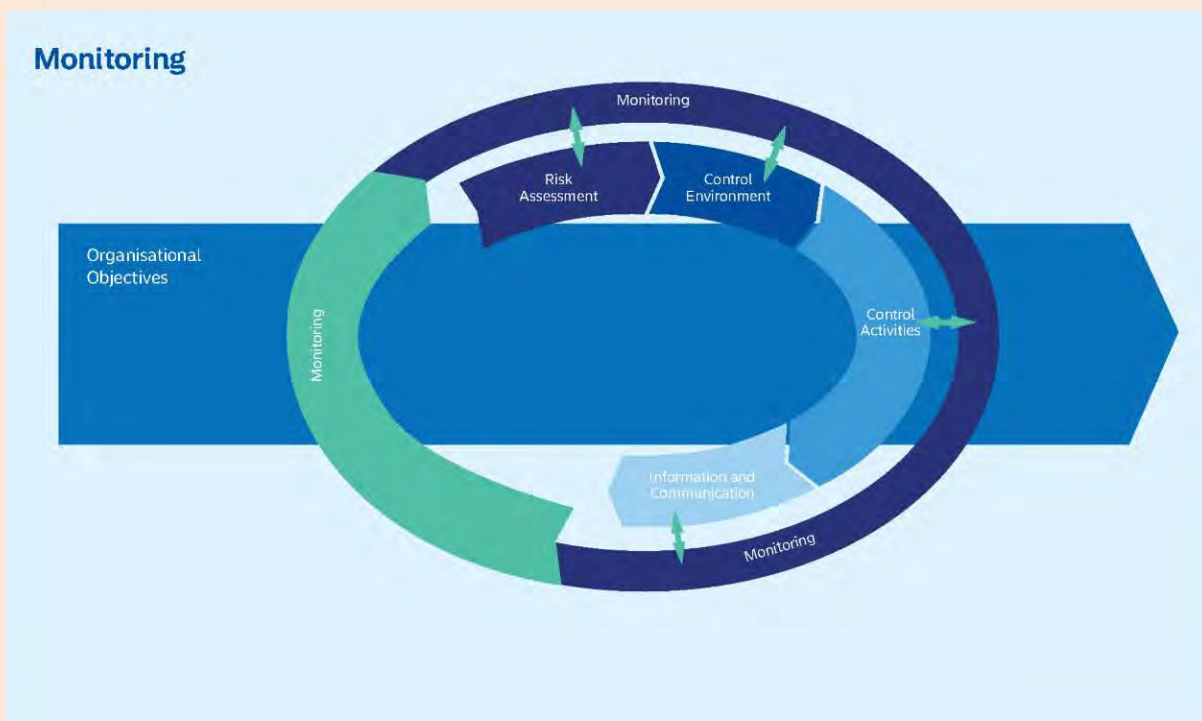 Monitoring
Monitoring
Risk
Assessment
Control
Environment
Organisational
Objectives
Control
Activities
Monitoring
Information and
Communication
Monitoring